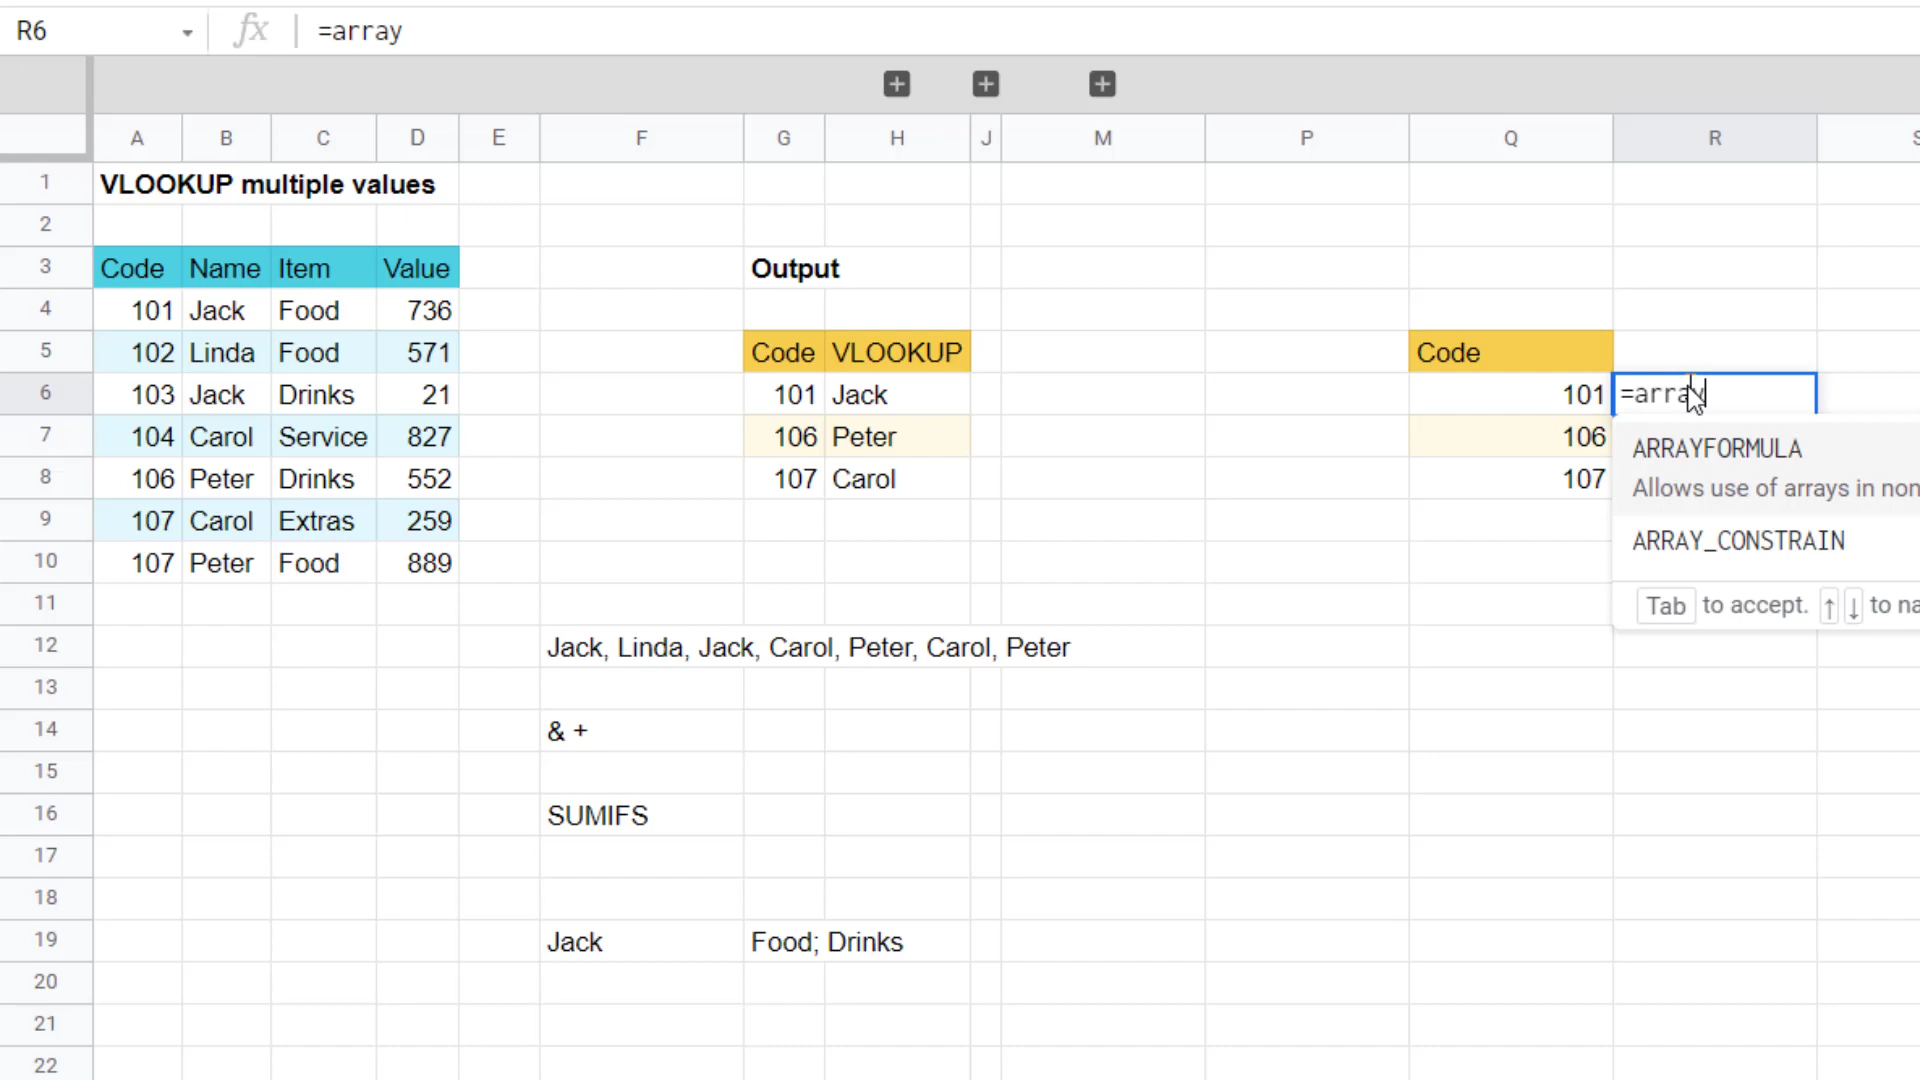 R6 fx =array
A B C D E F G H J M P Q R S
1 VLOOKUP multiple values
2
3 Code Name Item Value Output
4 101 Jack Food 736
5 102 Linda Food 571 Code VLOOKUP Code
6 103 Jack Drinks 21 101 Jack 101 =array
7 104 Carol Service 827 106 Peter 106
ARRAYFORMULA
8 106 Peter Drinks 552 107 Carol 107
Allows use of arrays in non
9 107 Carol Extras 259
ARRAY_CONSTRAIN
10 107 Peter Food 889
11
Tab to accept. ↑ ↓ to na
12 Jack, Linda, Jack, Carol, Peter, Carol, Peter
13
14 & +
15
16 SUMIFS
17
18
19 Jack Food; Drinks
20
21
22